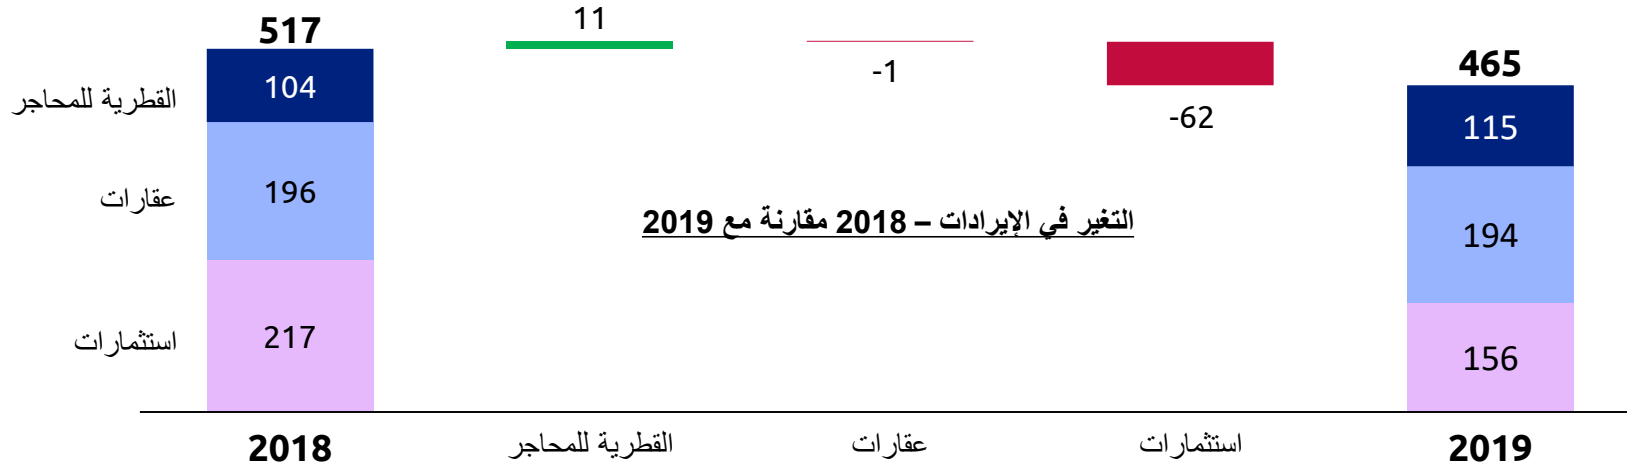 517
11
-1
-62
465
القطرية للمحاجر
104
115
عقارات
196
194
التغير في الإيرادات – 2018 مقارنة مع 2019
استثمارات
217
156
2018
القطرية للمحاجر
عقارات
استثمارات
2019